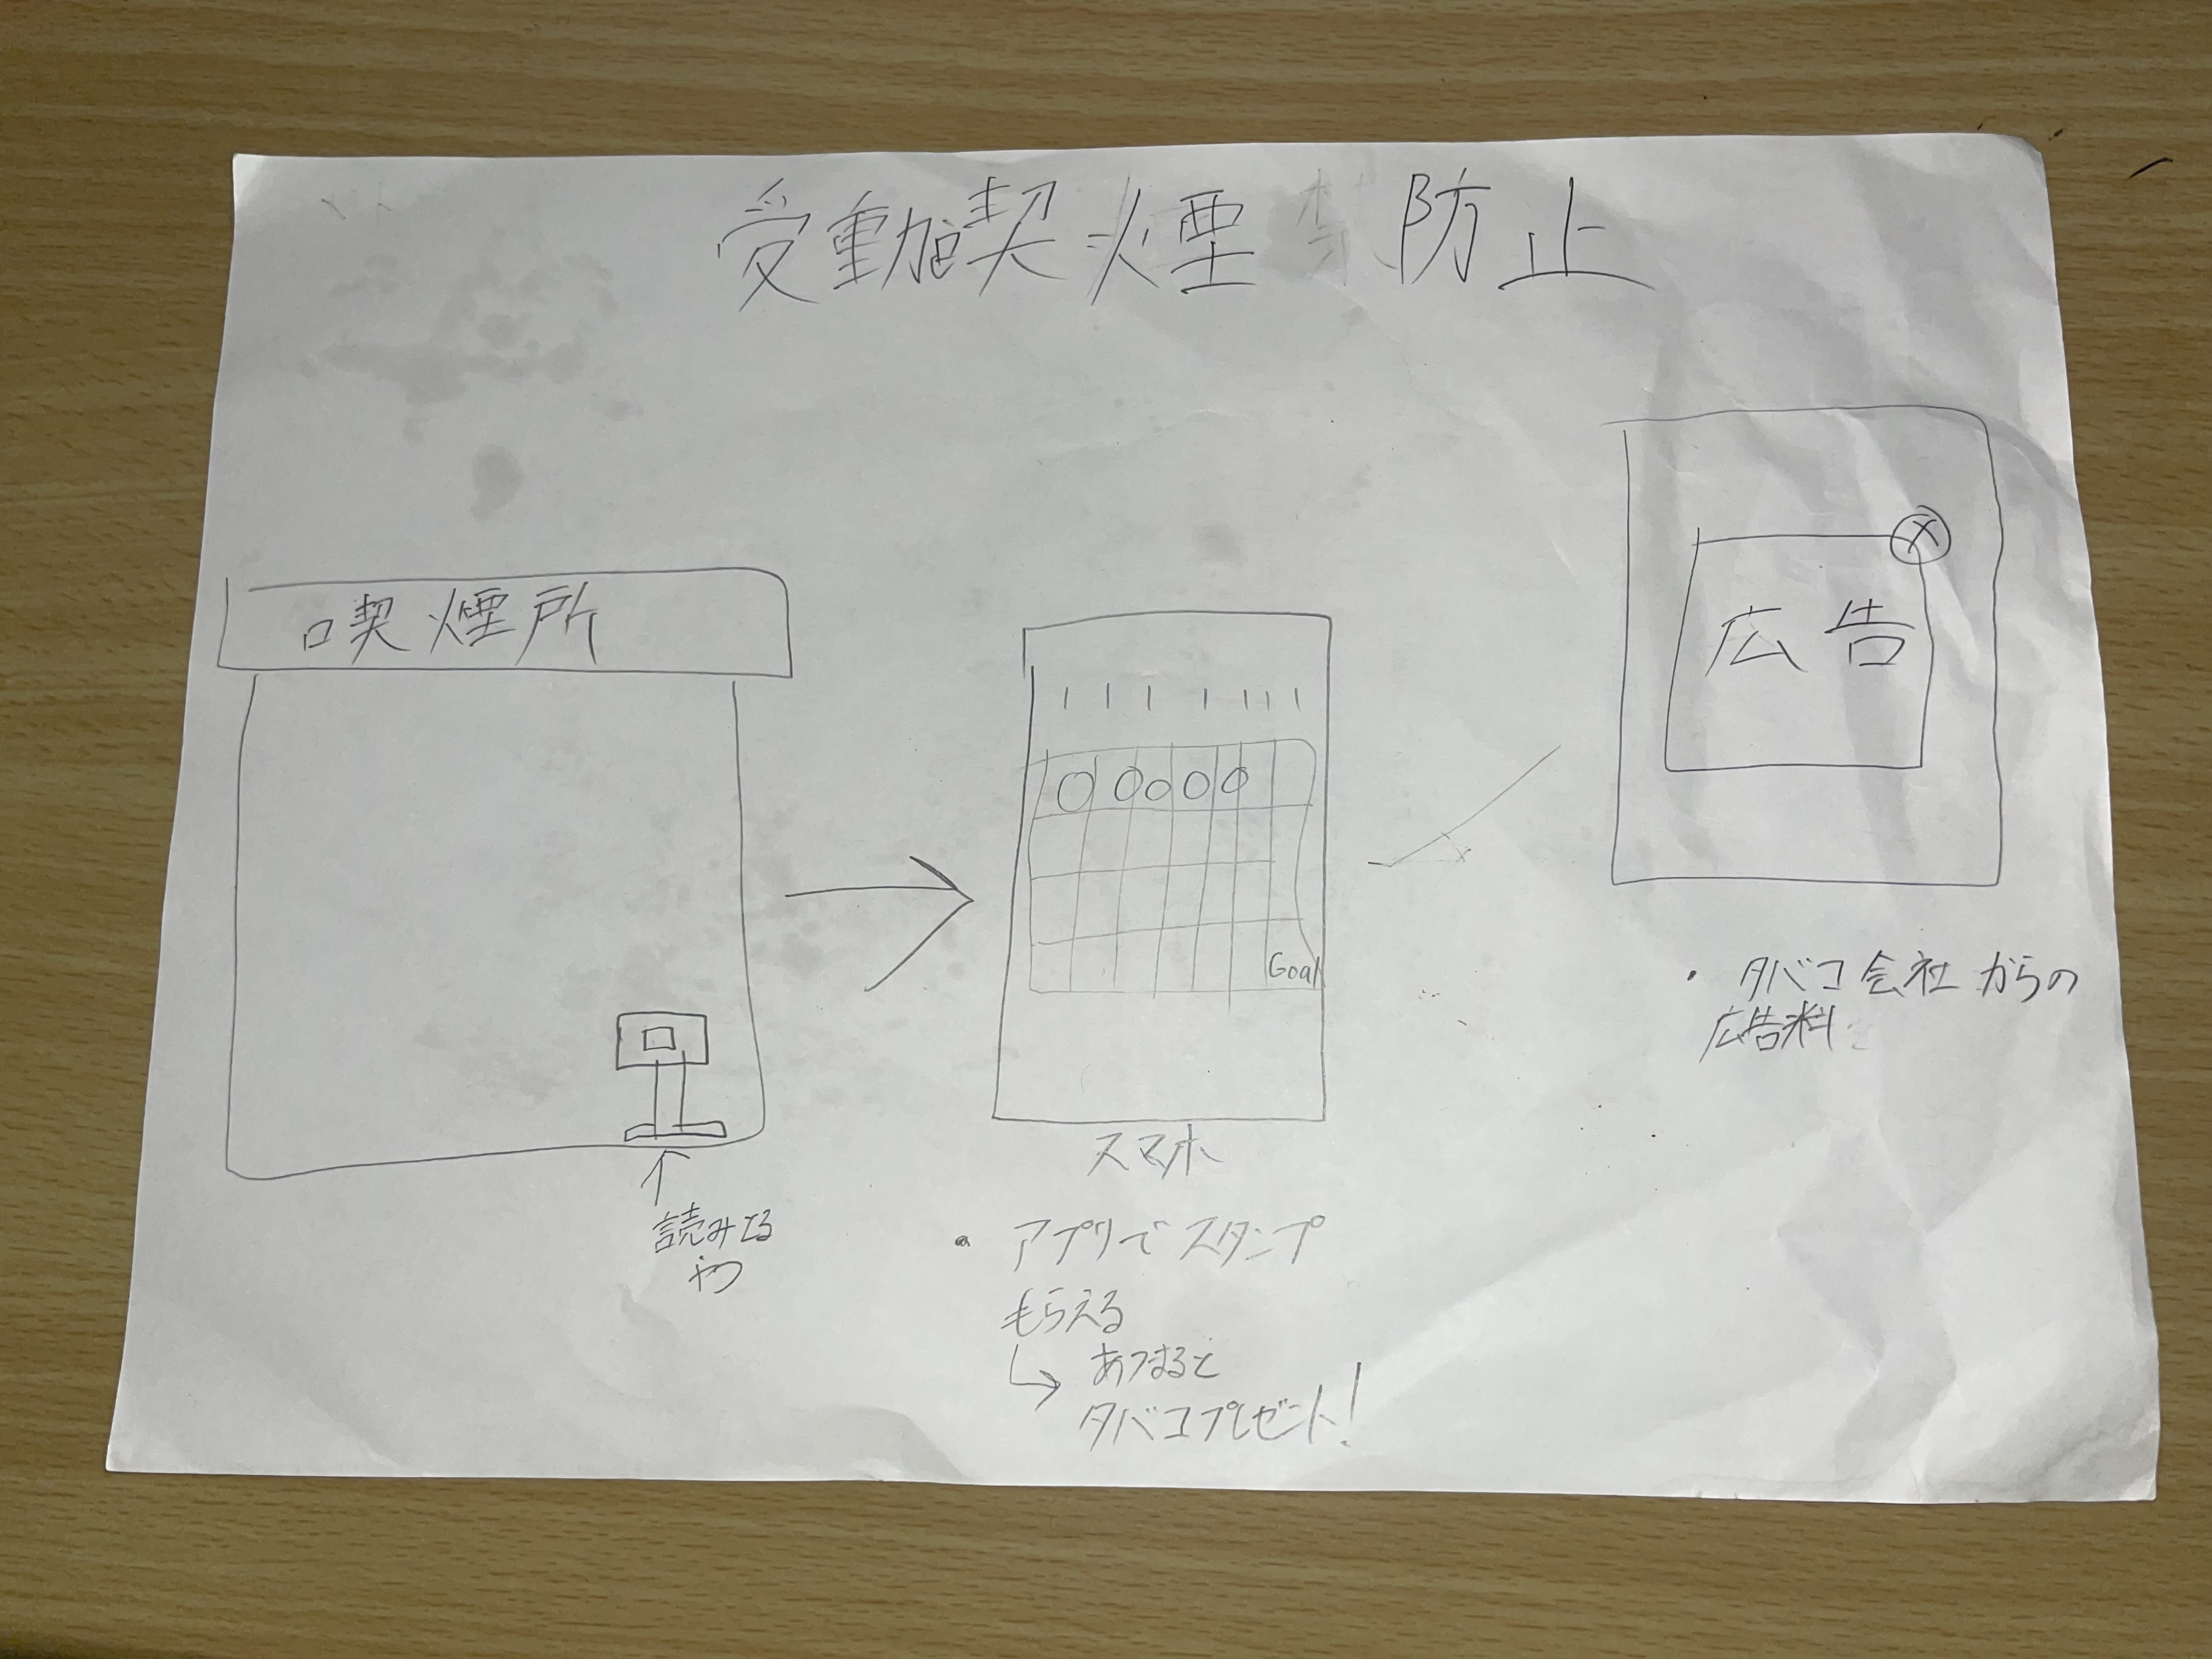 受動喫煙防止
喫煙所
読みとる
やつ
Goal
スマホ
・アプリでスタンプ
もらえる
↳ あつまると
タバコプレゼント!
広告
・タバコ会社からの
広告料